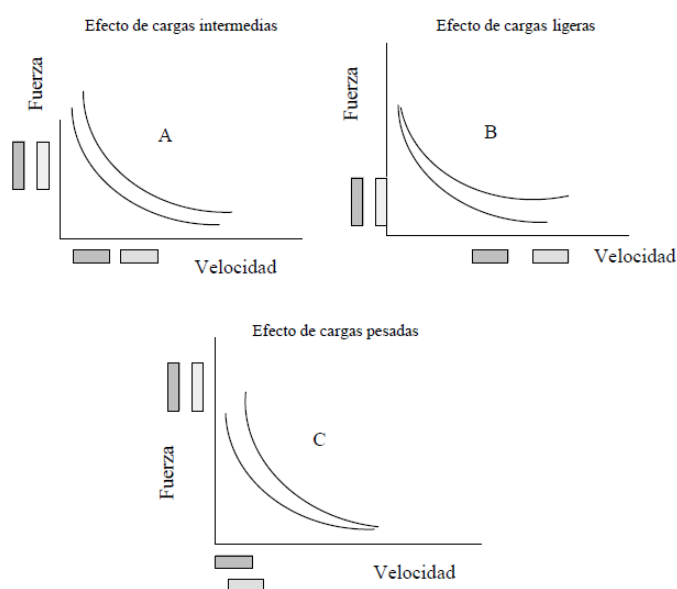 Efecto de cargas intermedias
Fuerza
A
Velocidad
Efecto de cargas ligeras
Fuerza
B
Velocidad
Efecto de cargas pesadas
C
Fuerza
Velocidad